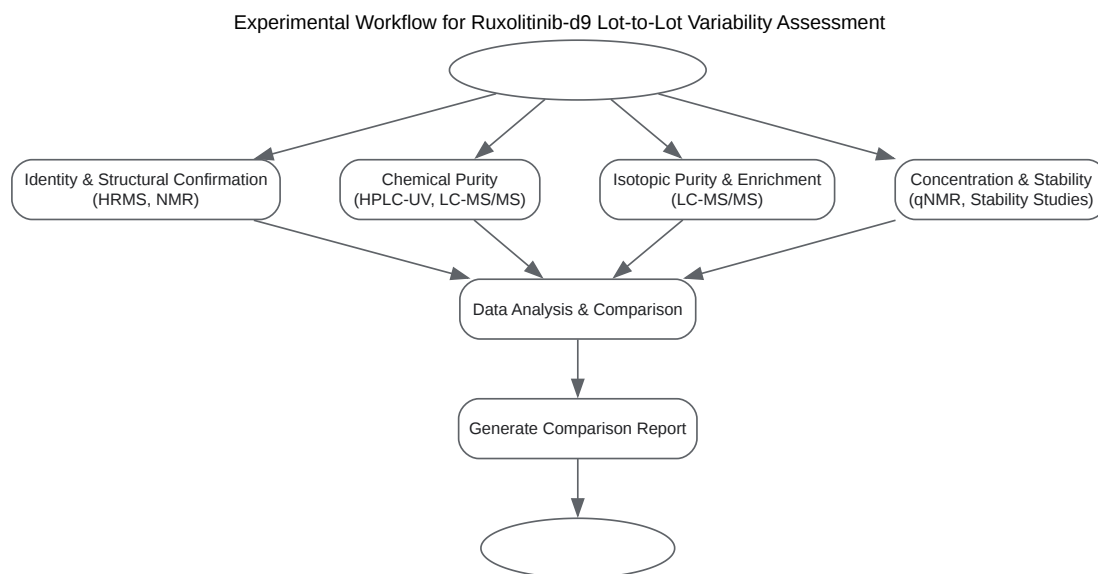 Experimental Workflow for Ruxolitinib-d9 Lot-to-Lot Variability Assessment
Identity & Structural Confirmation
(HRMS, NMR)
Chemical Purity
(HPLC-UV, LC-MS/MS)
Isotopic Purity & Enrichment
(LC-MS/MS)
Concentration & Stability
(qNMR, Stability Studies)
Data Analysis & Comparison
Generate Comparison Report